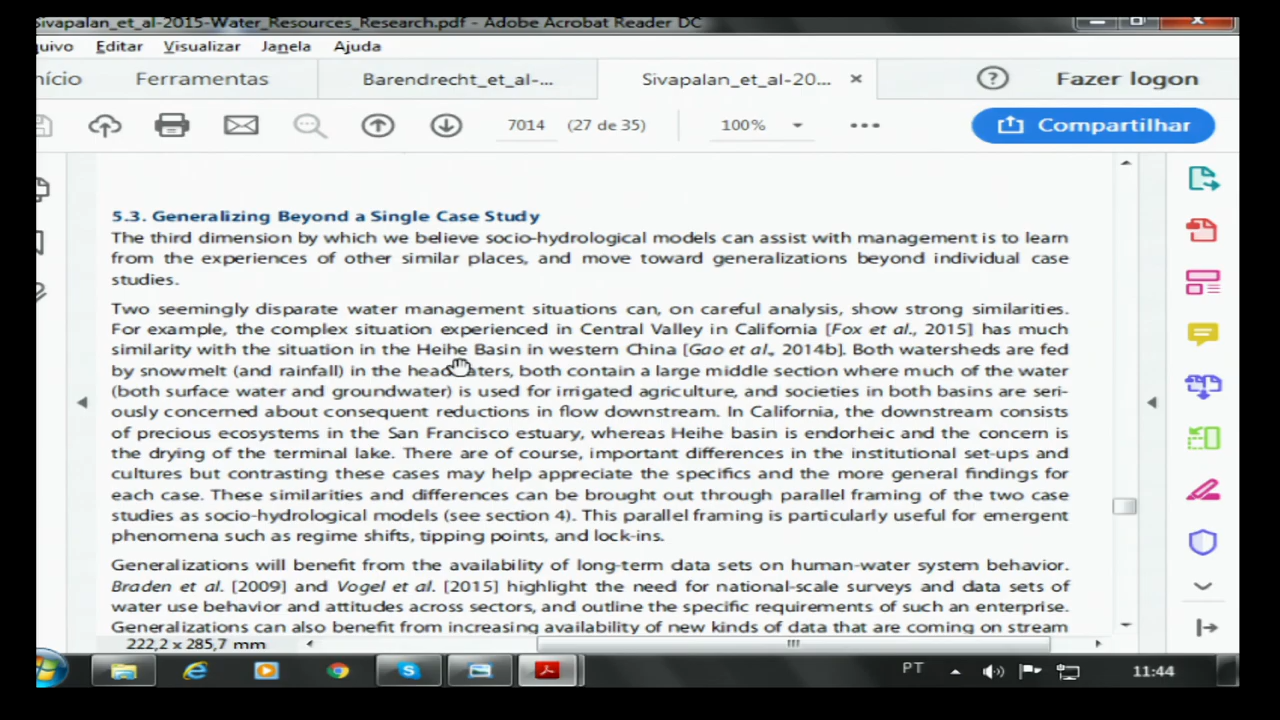 Sivapalan_et_al-2015-Water_Resources_Research.pdf - Adobe Acrobat Reader DC
quivo Editar Visualizar Janela Ajuda
nício Ferramentas Barendrecht_et_al-... Sivapalan_et_al-20... × ? Fazer logon
7014 (27 de 35) 100% Compartilhar
5.3. Generalizing Beyond a Single Case Study
The third dimension by which we believe socio-hydrological models can assist with management is to learn
from the experiences of other similar places, and move toward generalizations beyond individual case
studies.
Two seemingly disparate water management situations can, on careful analysis, show strong similarities.
For example, the complex situation experienced in Central Valley in California [Fox et al., 2015] has much
similarity with the situation in the Heihe Basin in western China [Gao et al., 2014b]. Both watersheds are fed
by snowmelt (and rainfall) in the headwaters, both contain a large middle section where much of the water
(both surface water and groundwater) is used for irrigated agriculture, and societies in both basins are seri-
ously concerned about consequent reductions in flow downstream. In California, the downstream consists
of precious ecosystems in the San Francisco estuary, whereas Heihe basin is endorheic and the concern is
the drying of the terminal lake. There are of course, important differences in the institutional set-ups and
cultures but contrasting these cases may help appreciate the specifics and the more general findings for
each case. These similarities and differences can be brought out through parallel framing of the two case
studies as socio-hydrological models (see section 4). This parallel framing is particularly useful for emergent
phenomena such as regime shifts, tipping points, and lock-ins.
Generalizations will benefit from the availability of long-term data sets on human-water system behavior.
Braden et al. [2009] and Vogel et al. [2015] highlight the need for national-scale surveys and data sets of
water use behavior and attitudes across sectors, and outline the specific requirements of such an enterprise.
Generalizations can also benefit from increasing availability of new kinds of data that are coming on stream
222,2 x 285,7 mm
PT 11:44